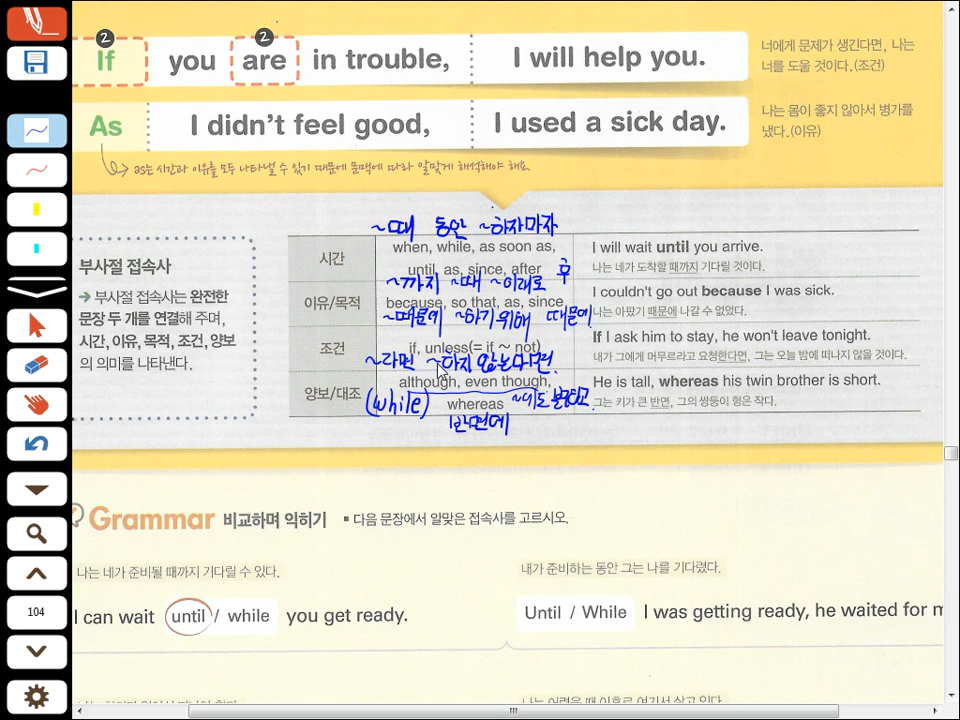 If you are in trouble, I will help you.
너에게 문제가 생긴다면, 나는
너를 도울 것이다.(조건)
As I didn't feel good, I used a sick day.
나는 몸이 좋지 않아서 병가를
냈다.(이유)
as는 시간과 이유를 모두 나타낼 수 있기 때문에 문맥에 따라 알맞게 해석해야 해요.
부사절 접속사
부사절 접속사는 완전한
문장 두 개를 연결해 주며,
시간, 이유, 목적, 조건, 양보
의 의미를 나타낸다.
~때 동안 ~하자마자
시간
when, while, as soon as,
until, as, since, after
I will wait until you arrive.
나는 네가 도착할 때까지 기다릴 것이다.
~까지 ~때 ~이래로 후
이유/목적
because, so that, as, since
I couldn't go out because I was sick.
나는 아팠기 때문에 나갈 수 없었다.
~때문에 ~하기 위해 때문에
조건
if, unless(= if ~ not)
If I ask him to stay, he won't leave tonight.
내가 그에게 머무르라고 요청한다면, 그는 오늘 밤에 떠나지 않을 것이다.
~라면 ~하지 않는다면
양보/대조
although, even though,
(while) whereas ~에도 불구하고
He is tall, whereas his twin brother is short.
그는 키가 큰 반면, 그의 쌍둥이 형은 작다.
반면에
Grammar 비교하며 익히기 ▪ 다음 문장에서 알맞은 접속사를 고르시오.
나는 네가 준비될 때까지 기다릴 수 있다.
I can wait until / while you get ready.
내가 준비하는 동안 그는 나를 기다렸다.
Until / While I was getting ready, he waited for
104